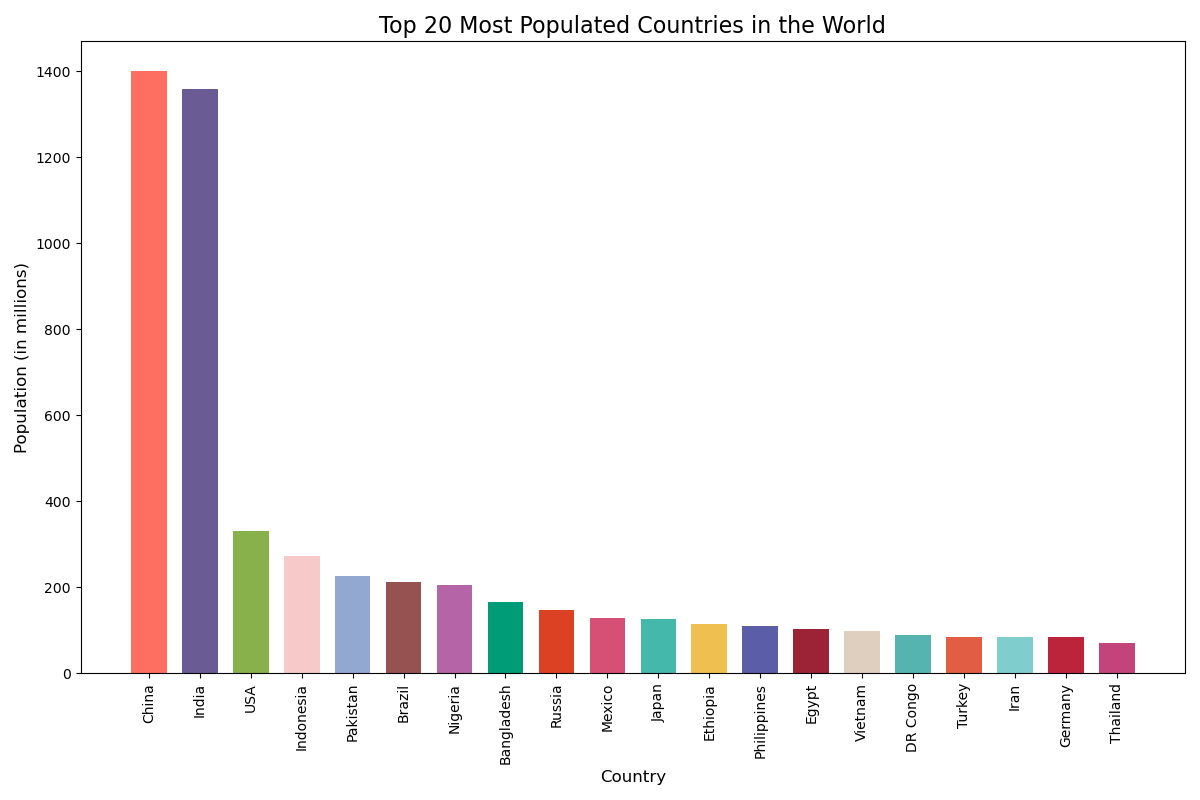 Top 20 Most Populated Countries in the World
Population (in millions)
1400
1200
1000
800
600
400
200
0
China
India
USA
Indonesia
Pakistan
Brazil
Nigeria
Bangladesh
Russia
Mexico
Japan
Ethiopia
Philippines
Egypt
Vietnam
DR Congo
Turkey
Iran
Germany
Thailand
Country